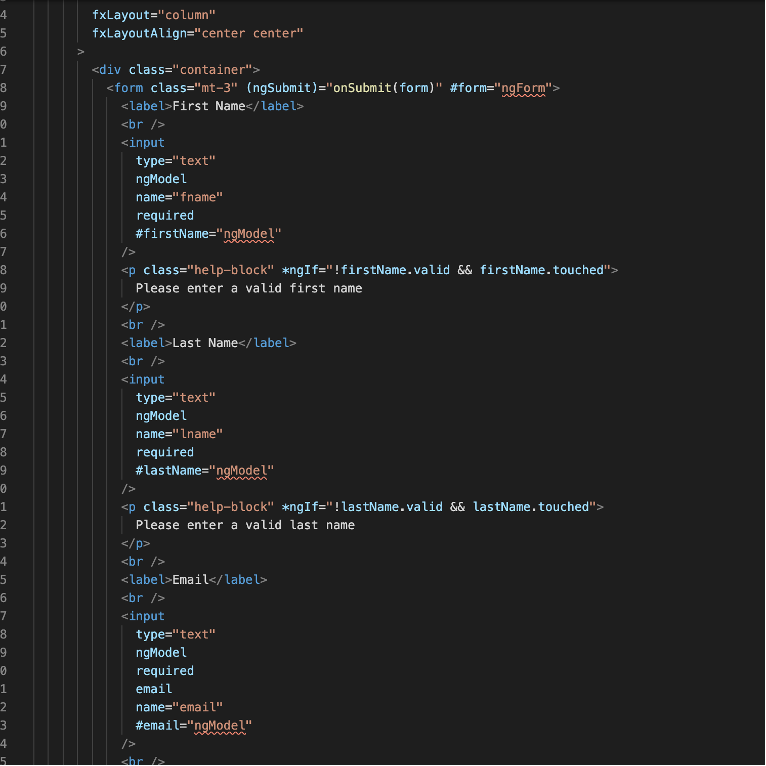 4 fxLayout="column"
5 fxLayoutAlign="center center"
6 >
7 <div class="container">
8 <form class="mt-3" (ngSubmit)="onSubmit(form)" #form="ngForm">
9 <label>First Name</label>
0 <br />
1 <input
2 type="text"
3 ngModel
4 name="fname"
5 required
6 #firstName="ngModel"
7 />
8 <p class="help-block" *ngIf="!firstName.valid && firstName.touched">
9 Please enter a valid first name
0 </p>
1 <br />
2 <label>Last Name</label>
3 <br />
4 <input
5 type="text"
6 ngModel
7 name="lname"
8 required
9 #lastName="ngModel"
0 />
1 <p class="help-block" *ngIf="!lastName.valid && lastName.touched">
2 Please enter a valid last name
3 </p>
4 <br />
5 <label>Email</label>
6 <br />
7 <input
8 type="text"
9 ngModel
0 required
1 email
2 name="email"
3 #email="ngModel"
4 />
5 <br />